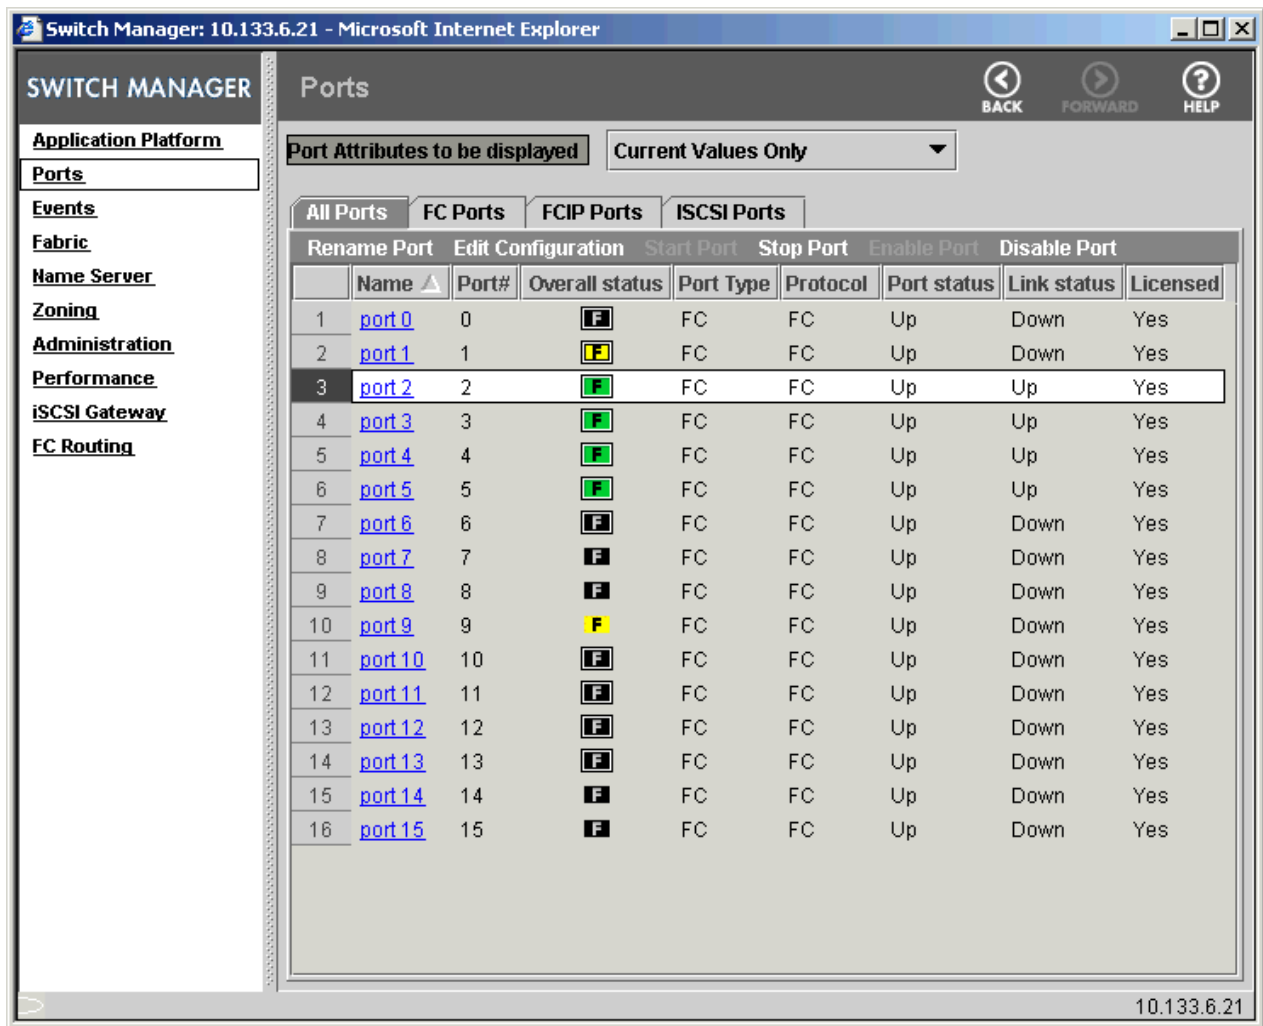 Switch Manager: 10.133.6.21 - Microsoft Internet Explorer
SWITCH MANAGER
Ports
BACK
FORWARD
HELP
Application Platform
Ports
Events
Fabric
Name Server
Zoning
Administration
Performance
iSCSI Gateway
FC Routing
Port Attributes to be displayed Current Values Only
All Ports FC Ports FCIP Ports ISCSI Ports
Rename Port Edit Configuration Start Port Stop Port Enable Port Disable Port
Name Port# Overall status Port Type Protocol Port status Link status Licensed
1 port 0 0 F FC FC Up Down Yes
2 port 1 1 F FC FC Up Down Yes
3 port 2 2 F FC FC Up Up Yes
4 port 3 3 F FC FC Up Up Yes
5 port 4 4 F FC FC Up Up Yes
6 port 5 5 F FC FC Up Up Yes
7 port 6 6 F FC FC Up Down Yes
8 port 7 7 F FC FC Up Down Yes
9 port 8 8 F FC FC Up Down Yes
10 port 9 9 F FC FC Up Down Yes
11 port 10 10 F FC FC Up Down Yes
12 port 11 11 F FC FC Up Down Yes
13 port 12 12 F FC FC Up Down Yes
14 port 13 13 F FC FC Up Down Yes
15 port 14 14 F FC FC Up Down Yes
16 port 15 15 F FC FC Up Down Yes
10.133.6.21